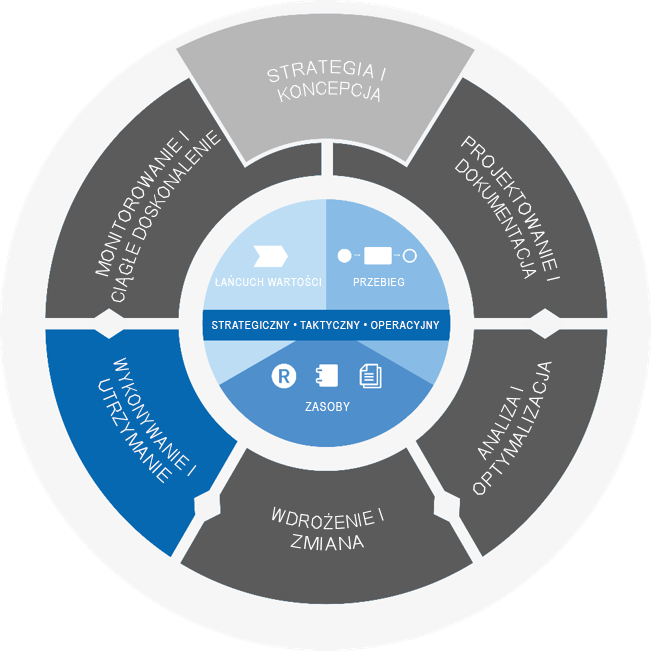 STRATEGIA I
KONCEPCJA
PROJEKTOWANIE I
DOKUMENTACJA
ANALIZA I
OPTYMALIZACJA
WDROŻENIE I
ZMIANA
WYKONYWANIE I
UTRZYMANIE
MONITOROWANIE I
CIĄGŁE DOSKONALENIE
ŁAŃCUCH WARTOŚCI
PRZEBIEG
STRATEGICZNY • TAKTYCZNY • OPERACYJNY
R
ZASOBY